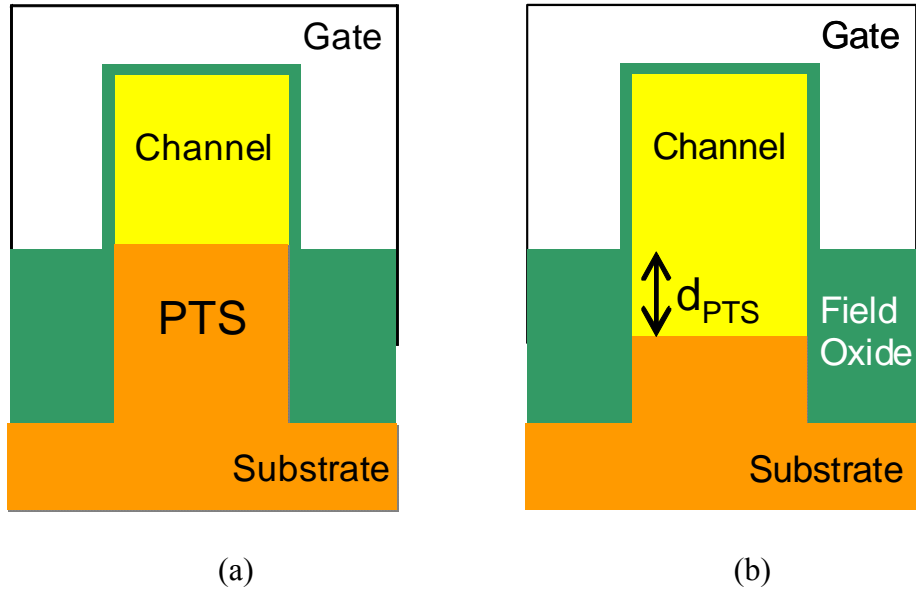 Gate
Channel
PTS
Substrate
(a)
Gate
Channel
dPTS
Field
Oxide
Substrate
(b)